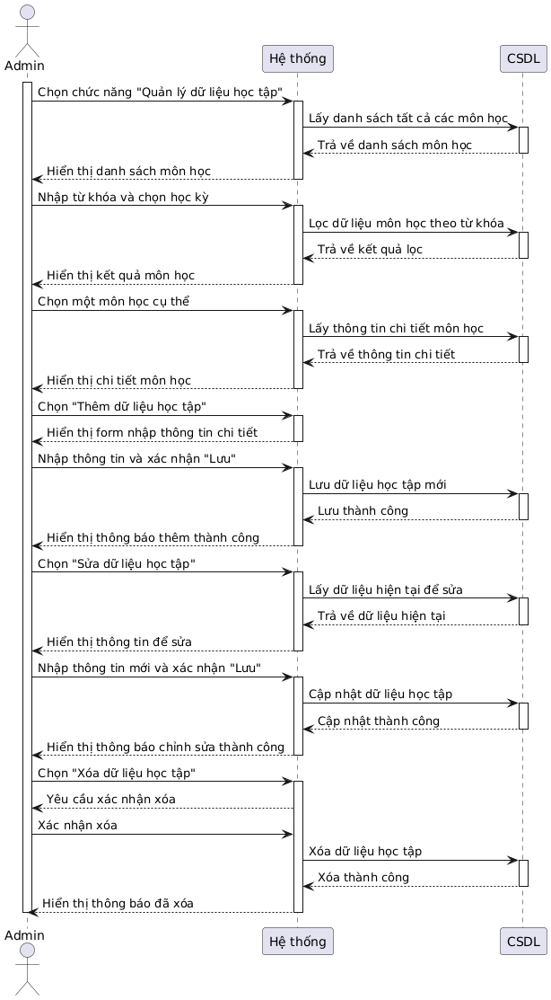 Admin
Hệ thống
CSDL
Chọn chức năng "Quản lý dữ liệu học tập"
Lấy danh sách tất cả các môn học
Trả về danh sách môn học
Hiển thị danh sách môn học
Nhập từ khóa và chọn học kỳ
Lọc dữ liệu môn học theo từ khóa
Trả về kết quả lọc
Hiển thị kết quả môn học
Chọn một môn học cụ thể
Lấy thông tin chi tiết môn học
Trả về thông tin chi tiết
Hiển thị chi tiết môn học
Chọn "Thêm dữ liệu học tập"
Hiển thị form nhập thông tin chi tiết
Nhập thông tin và xác nhận "Lưu"
Lưu dữ liệu học tập mới
Lưu thành công
Hiển thị thông báo thêm thành công
Chọn "Sửa dữ liệu học tập"
Lấy dữ liệu hiện tại để sửa
Trả về dữ liệu hiện tại
Hiển thị thông tin để sửa
Nhập thông tin mới và xác nhận "Lưu"
Cập nhật dữ liệu học tập
Cập nhật thành công
Hiển thị thông báo chỉnh sửa thành công
Chọn "Xóa dữ liệu học tập"
Yêu cầu xác nhận xóa
Xác nhận xóa
Xóa dữ liệu học tập
Xóa thành công
Hiển thị thông báo đã xóa
Admin
Hệ thống
CSDL